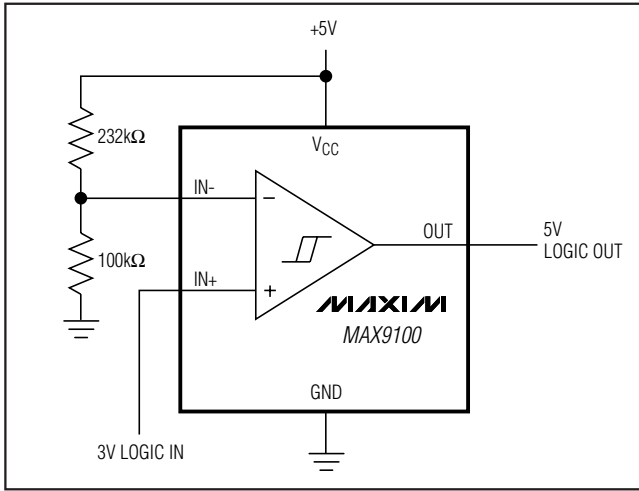 +5V
232kΩ
VCC
IN-
−
OUT
5V
LOGIC OUT
100kΩ
IN+
+
MAXIM
MAX9100
GND
3V LOGIC IN